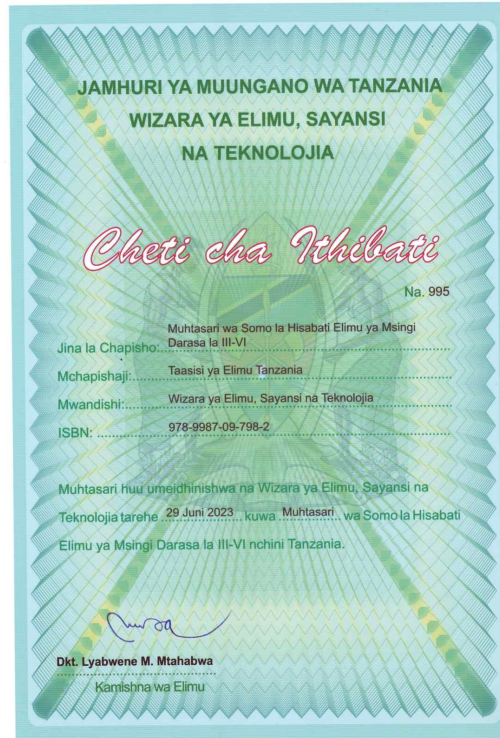 JAMHURI YA MUUNGANO WA TANZANIA
WIZARA YA ELIMU, SAYANSI
NA TEKNOLOJIA
Cheti cha Ithibati
Na. 995
Jina la Chapisho: Muhtasari wa Somo la Hisabati Elimu ya Msingi
Darasa la III-VI
Mchapishaji: Taasisi ya Elimu Tanzania
Mwandishi: Wizara ya Elimu, Sayansi na Teknolojia
ISBN: 978-9987-09-798-2
Muhtasari huu umeidhinishwa na Wizara ya Elimu, Sayansi na
Teknolojia tarehe 29 Juni 2023 kuwa Muhtasari wa Somo la Hisabati
Elimu ya Msingi Darasa la III-VI nchini Tanzania.
Dkt. Lyabwene M. Mtahabwa
Kamishna wa Elimu